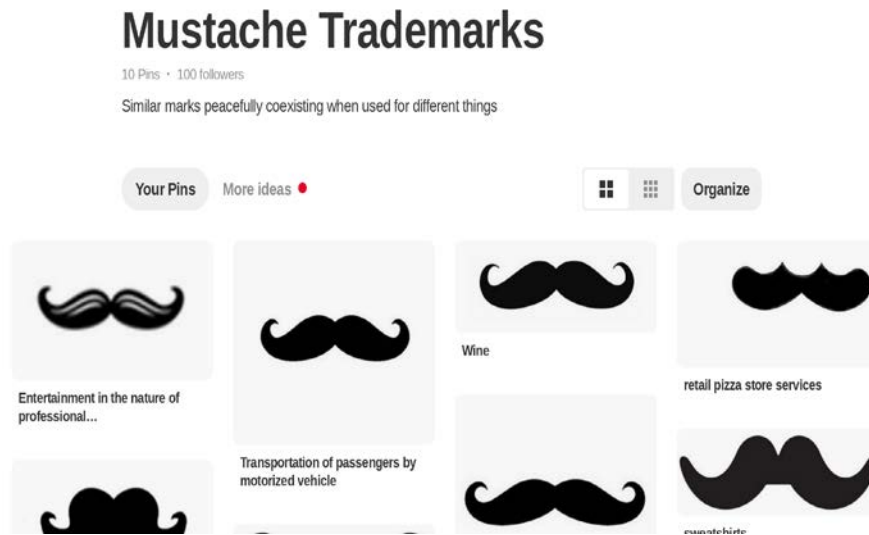 Mustache Trademarks
10 Pins • 100 followers
Similar marks peacefully coexisting when used for different things
Your Pins
More ideas
Organize
Entertainment in the nature of
professional...
Transportation of passengers by
motorized vehicle
Wine
retail pizza store services
sweatshirts